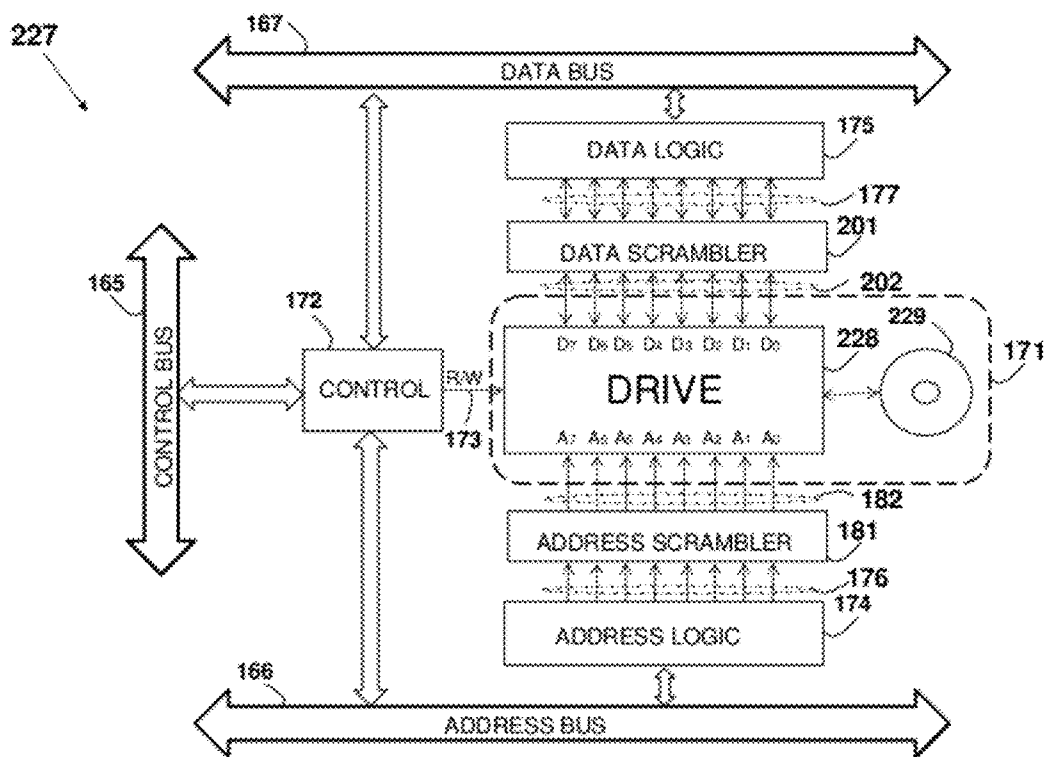 227
167
DATA BUS
175
DATA LOGIC
177
201
DATA SCRAMBLER
202
165
172
229
D7 D6 D5 D4 D3 D2 D1 D0
228
171
CONTROL BUS
CONTROL
R/W
173
DRIVE
A7 A6 A5 A4 A3 A2 A1 A0
182
ADDRESS SCRAMBLER
181
176
174
ADDRESS LOGIC
166
ADDRESS BUS